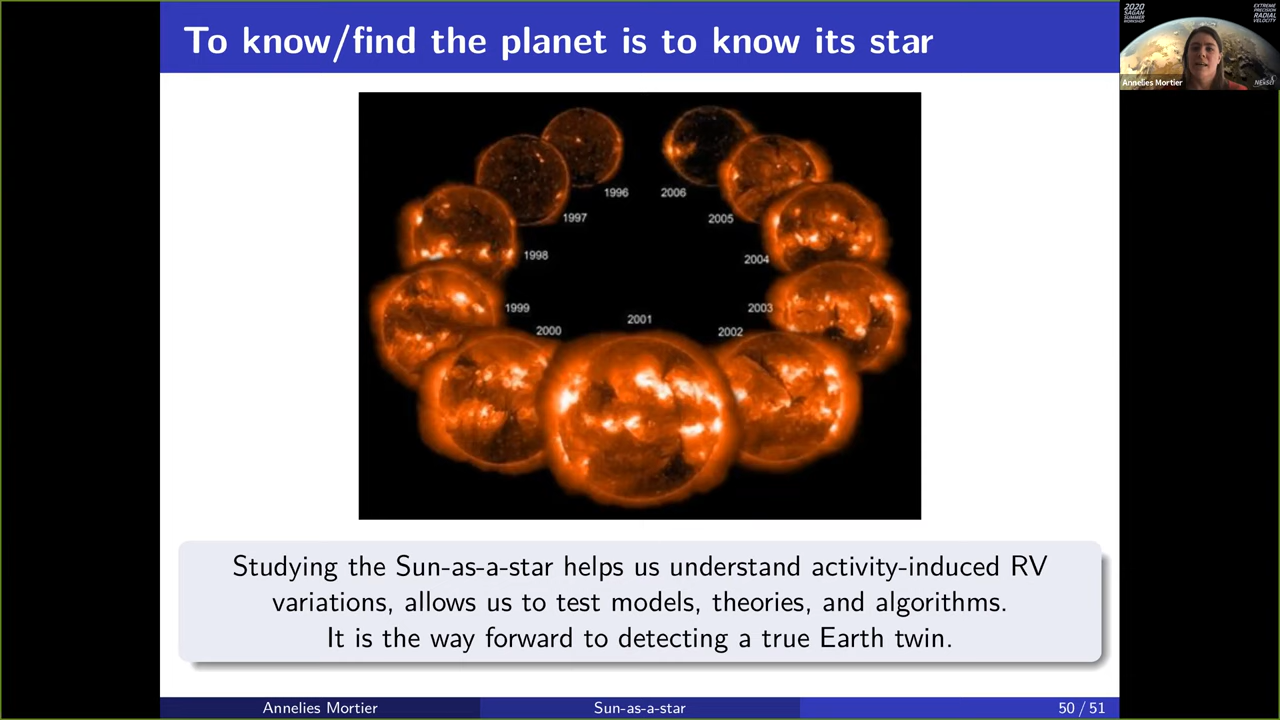 To know/find the planet is to know its star
1996
2006
1997
2005
1998
2004
1999
2003
2000
2001
2002
Studying the Sun-as-a-star helps us understand activity-induced RV
variations, allows us to test models, theories, and algorithms.
It is the way forward to detecting a true Earth twin.
Annelies Mortier
Sun-as-a-star
50 / 51
2020
SAGAN
SUMMER
WORKSHOP
EXTREME
PRECISION
RADIAL
VELOCITY
Annelies Mortier